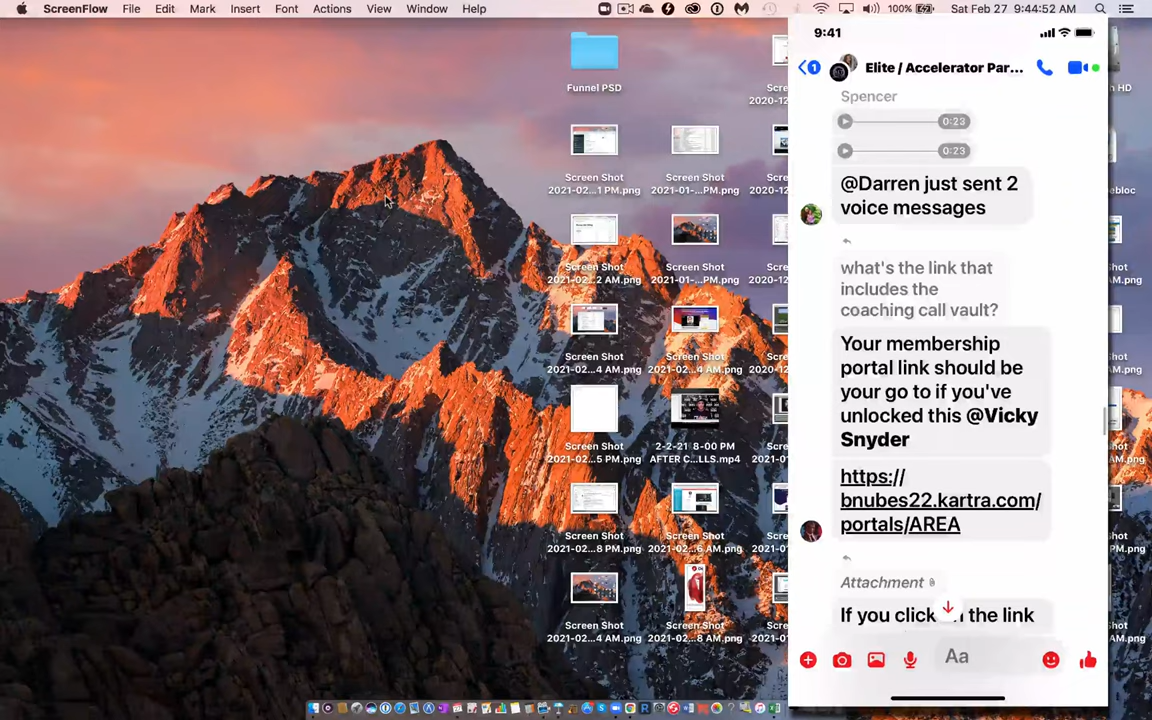 ScreenFlow File Edit Mark Insert Font Actions View Window Help
100% Sat Feb 27 9:44:52 AM
Funnel PSD
Screen Shot
2021-02...1 PM.png
Screen Shot
2021-01-...PM.png
Screen Shot
2021-02...2 AM.png
Screen Shot
2021-01-...PM.png
Screen Shot
2021-02...4 AM.png
Screen Shot
2021-02...4 AM.png
Screen Shot
2021-02...5 PM.png
2-2-21 8-00 PM
AFTER C...LLS.mp4
Screen Shot
2021-02...8 PM.png
Screen Shot
2021-02...6 AM.png
Screen Shot
2021-02...4 AM.png
Screen Shot
2021-02...8 AM.png
9:41
1
Elite / Accelerator Par...
Spencer
0:23
0:23
@Darren just sent 2
voice messages
what's the link that
includes the
coaching call vault?
Your membership
portal link should be
your go to if you've
unlocked this @Vicky
Snyder
https://
bnubes22.kartra.com/
portals/AREA
Attachment
If you click the link
Aa